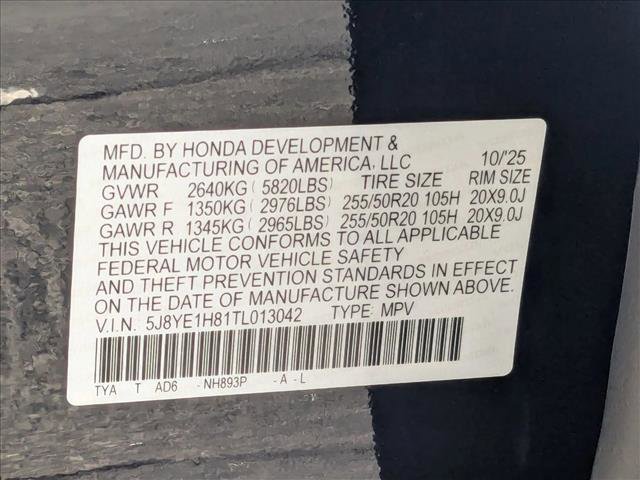 MFD. BY HONDA DEVELOPMENT &
MANUFACTURING OF AMERICA, LLC 10/'25
GVWR 2640KG ( 5820LBS) TIRE SIZE RIM SIZE
GAWR F 1350KG ( 2976LBS) 255/50R20 105H 20X9.0J
GAWR R 1345KG ( 2965LBS) 255/50R20 105H 20X9.0J
THIS VEHICLE CONFORMS TO ALL APPLICABLE
FEDERAL MOTOR VEHICLE SAFETY
AND THEFT PREVENTION STANDARDS IN EFFECT
ON THE DATE OF MANUFACTURE SHOWN ABOVE.
V.I.N. 5J8YE1H81TL013042 TYPE: MPV
TYA T AD6 - NH893P - A - L